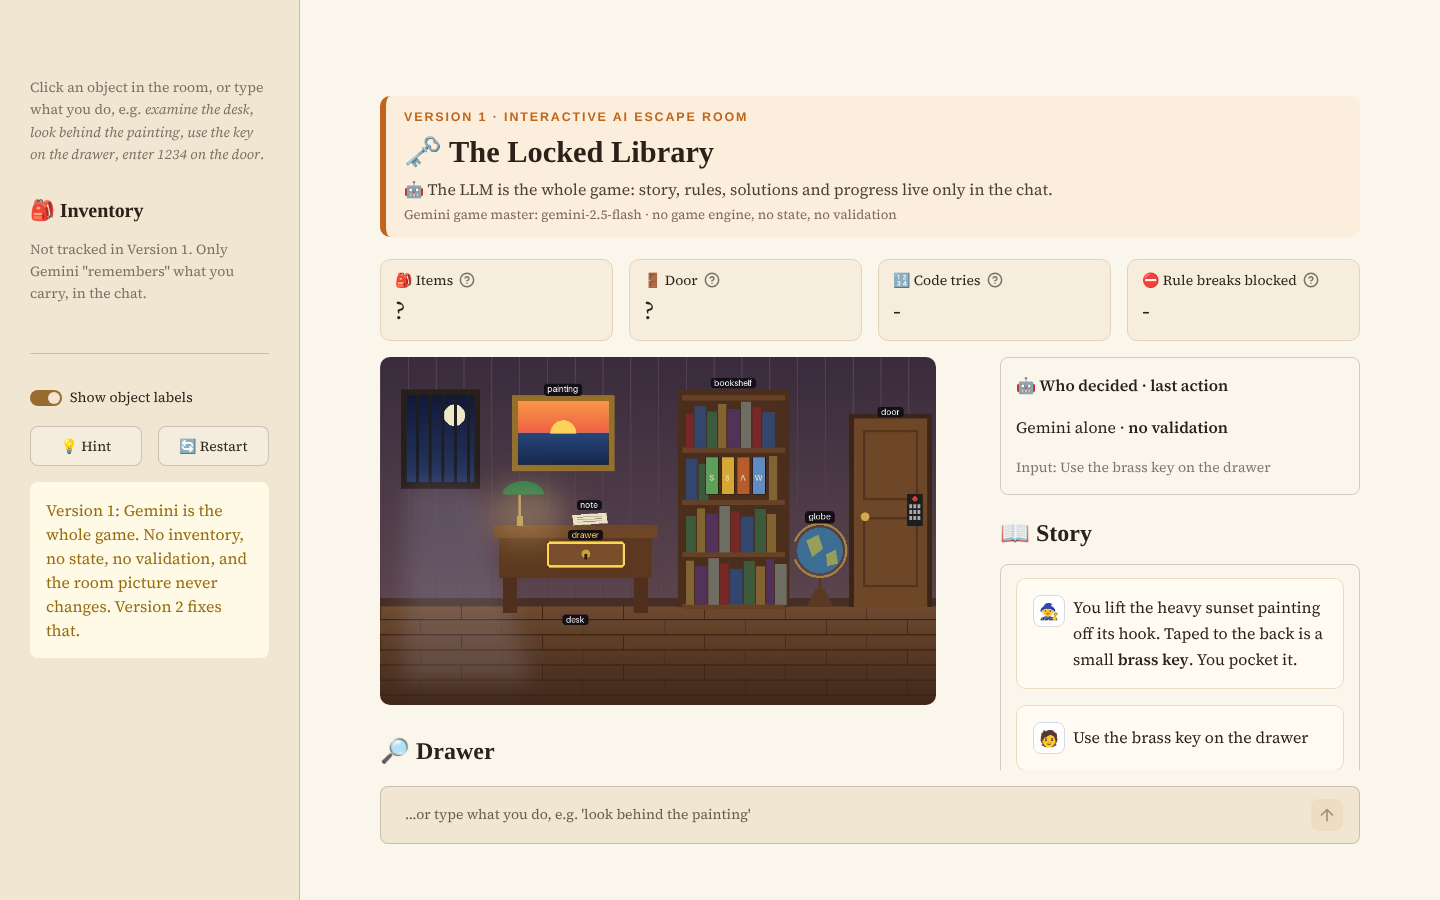 Click an object in the room, or type
what you do, e.g. examine the desk,
look behind the painting, use the key
on the drawer, enter 1234 on the door.
Inventory
Not tracked in Version 1. Only
Gemini "remembers" what you
carry, in the chat.
Show object labels
Hint
Restart
Version 1: Gemini is the
whole game. No inventory,
no state, no validation, and
the room picture never
changes. Version 2 fixes
that.
VERSION 1 · INTERACTIVE AI ESCAPE ROOM
The Locked Library
The LLM is the whole game: story, rules, solutions and progress live only in the chat.
Gemini game master: gemini-2.5-flash · no game engine, no state, no validation
Items
?
Door
?
Code tries
-
Rule breaks blocked
-
painting
bookshelf
door
S S A W
note
globe
drawer
desk
Drawer
Who decided · last action
Gemini alone · no validation
Input: Use the brass key on the drawer
Story
You lift the heavy sunset painting
off its hook. Taped to the back is a
small brass key. You pocket it.
Use the brass key on the drawer
...or type what you do, e.g. 'look behind the painting'